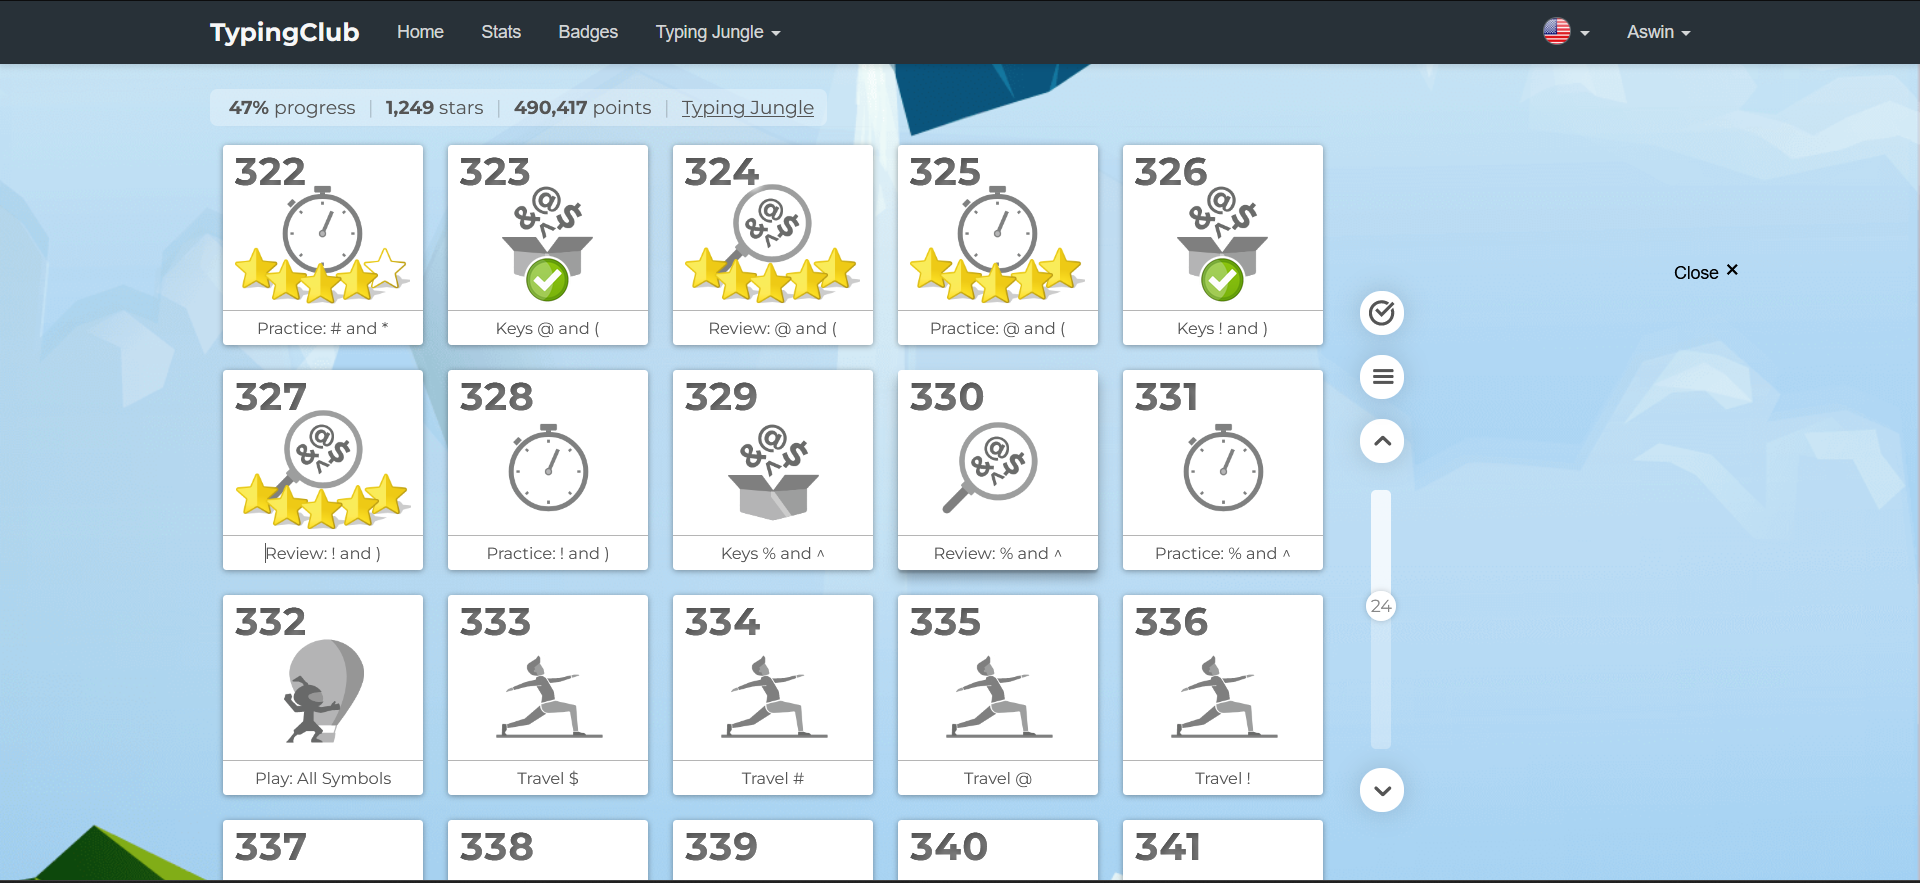 TypingClub Home Stats Badges Typing Jungle Aswin
47% progress | 1,249 stars | 490,417 points | Typing Jungle
322 323 324 325 326
Practice: # and * Keys @ and ( Review: @ and ( Practice: @ and ( Keys ! and )
Close ×
327 328 329 330 331
Review: ! and ) Practice: ! and ) Keys % and ^ Review: % and ^ Practice: % and ^
24
332 333 334 335 336
Play: All Symbols Travel $ Travel # Travel @ Travel !
337 338 339 340 341